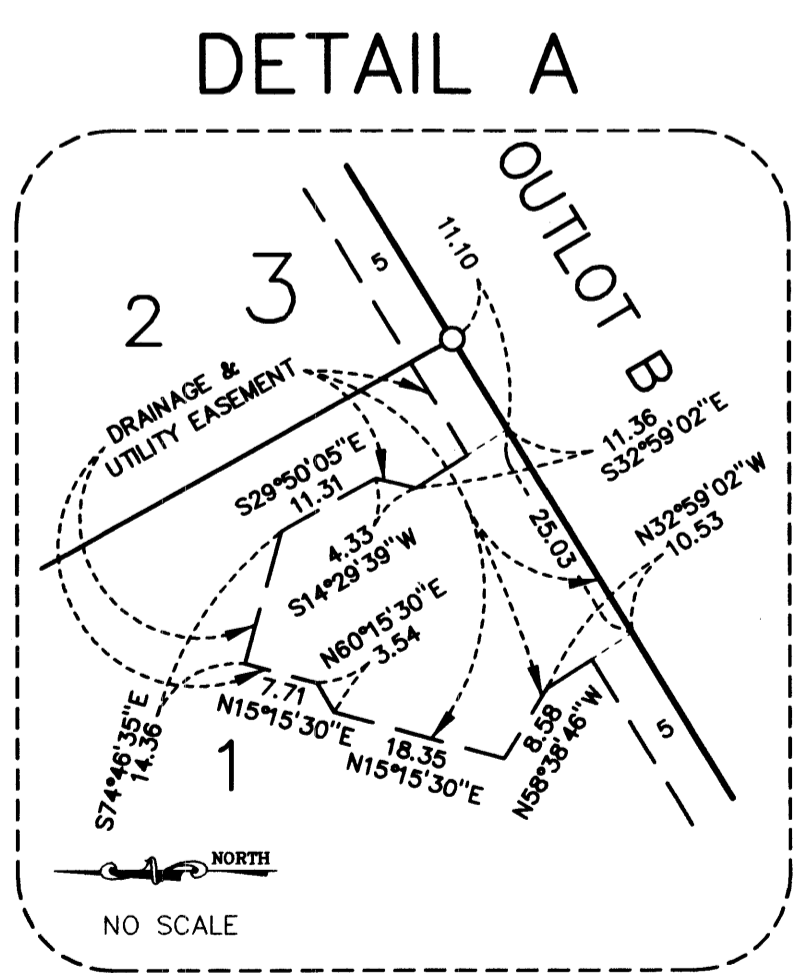 DETAIL A
OUTLOT B
11.10
5
3
2
DRAINAGE &
UTILITY EASEMENT
11.36
S32°59'02"E
S29°50'05"E
11.31
N32°59'02"W
10.53
25.03
4.33
S14°29'39"W
N60°15'30"E
3.54
7.71
N15°15'30"E
S74°46'35"E
14.36
1
18.35
N15°15'30"E
8.58
N58°38'46"W
5
NORTH
NO SCALE